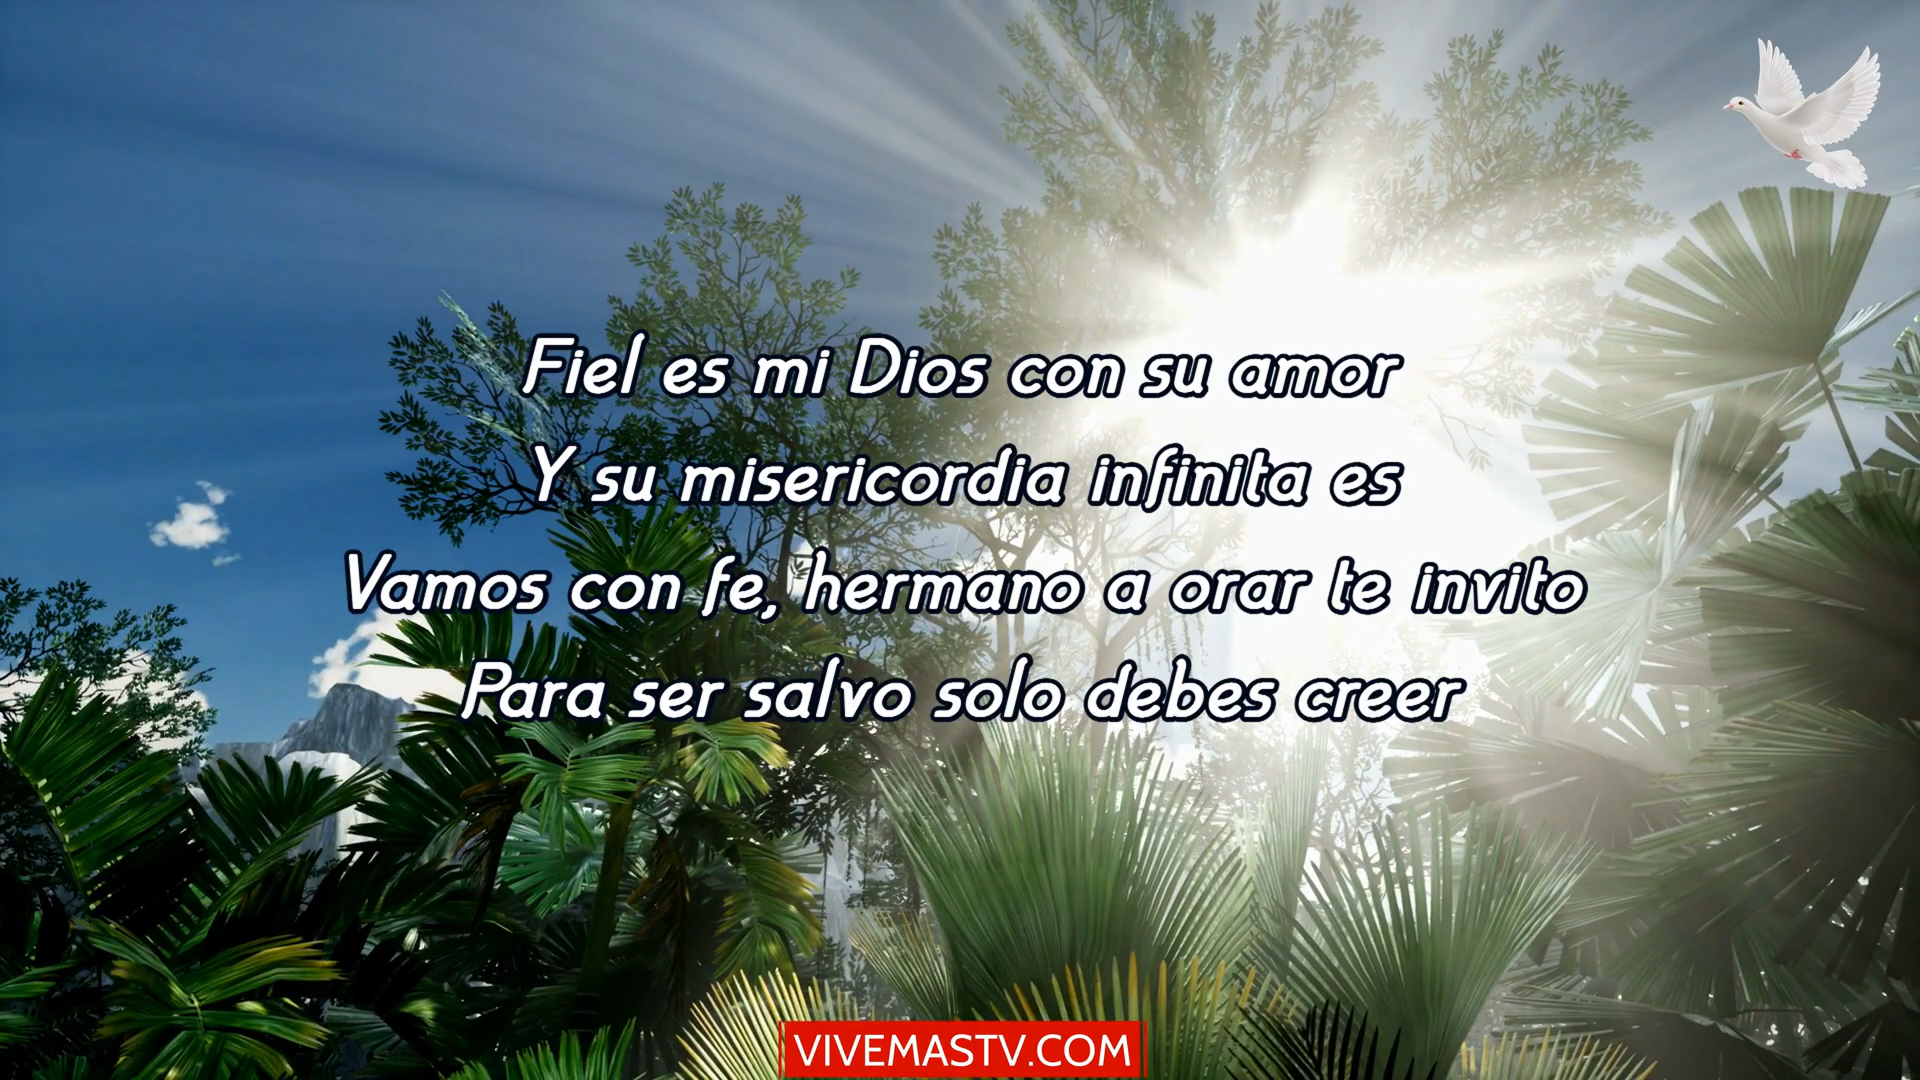 Fiel es mi Dios con su amor
Y su misericordia infinita es
Vamos con fe, hermano a orar te invito
Para ser salvo solo debes creer
VIVEMASTV.COM